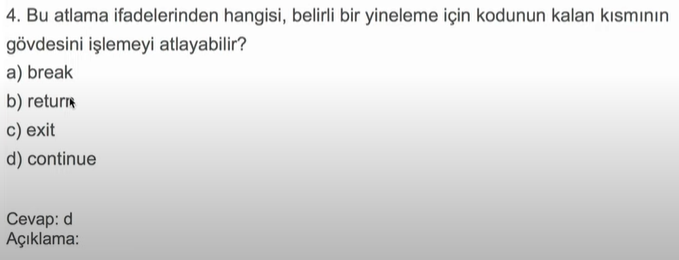 4. Bu atlama ifadelerinden hangisi, belirli bir yineleme için kodunun kalan kısmının
gövdesini işlemeyi atlayabilir?
a) break
b) return
c) exit
d) continue
Cevap: d
Açıklama: